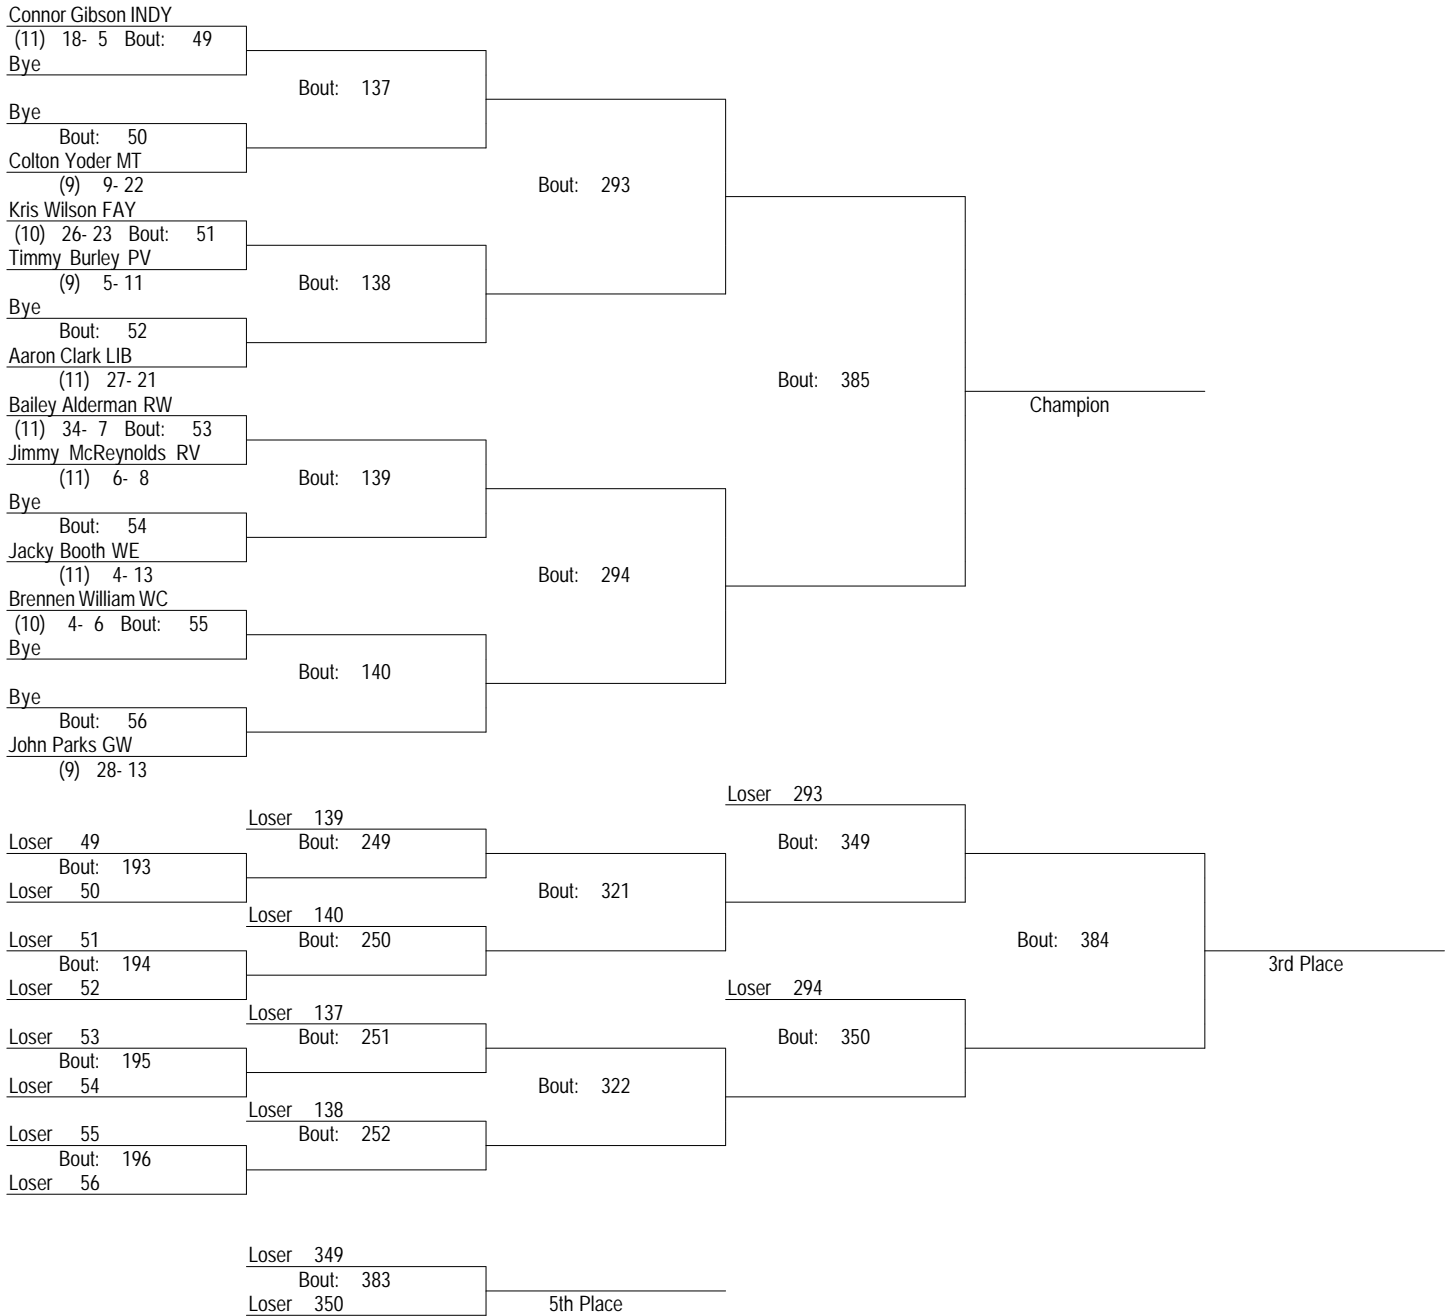 Connor Gibson INDY
(11) 18- 5 Bout: 49
Bye
Bout: 137
Bye
Bout: 50
Colton Yoder MT
(9) 9- 22
Bout: 293
Kris Wilson FAY
(10) 26- 23 Bout: 51
Timmy Burley PV
(9) 5- 11
Bout: 138
Bye
Bout: 52
Aaron Clark LIB
(11) 27- 21
Bout: 385
Bailey Alderman RW
Champion
(11) 34- 7 Bout: 53
Jimmy McReynolds RV
(11) 6- 8
Bout: 139
Bye
Bout: 54
Jacky Booth WE
(11) 4- 13
Bout: 294
Brennen William WC
(10) 4- 6 Bout: 55
Bye
Bout: 140
Bye
Bout: 56
John Parks GW
(9) 28- 13
Loser 293
Loser 139
Loser 49
Bout: 249
Bout: 349
Bout: 193
Loser 50
Bout: 321
Loser 140
Loser 51
Bout: 250
Bout: 384
Bout: 194
3rd Place
Loser 52
Loser 294
Loser 137
Loser 53
Bout: 251
Bout: 350
Bout: 195
Loser 54
Bout: 322
Loser 138
Loser 55
Bout: 252
Bout: 196
Loser 56
Loser 349
Bout: 383
Loser 350
5th Place